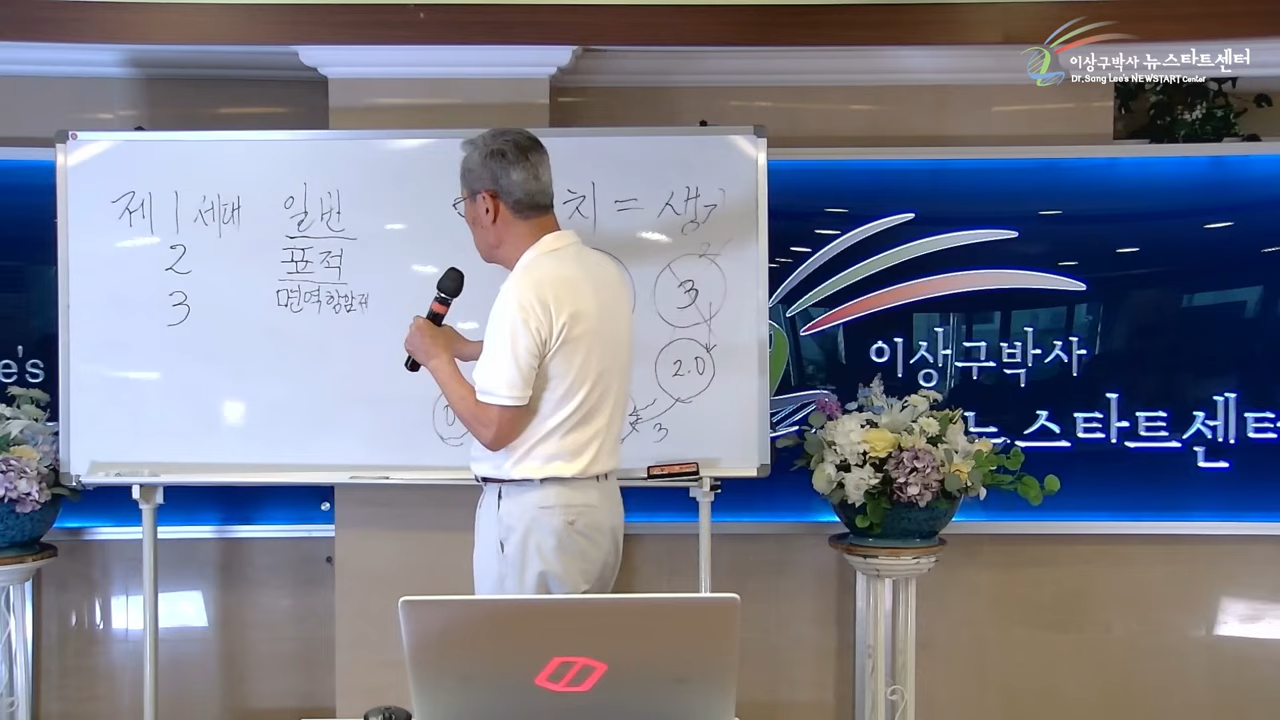 이상구박사 뉴스타트센터
Dr. Sang Lee's NEWSTART Center
제 1 세대 일반
2 표적
3 면역항암제
치 = 생기
3
2.0
3
e's
이상구박사
뉴스타트센터